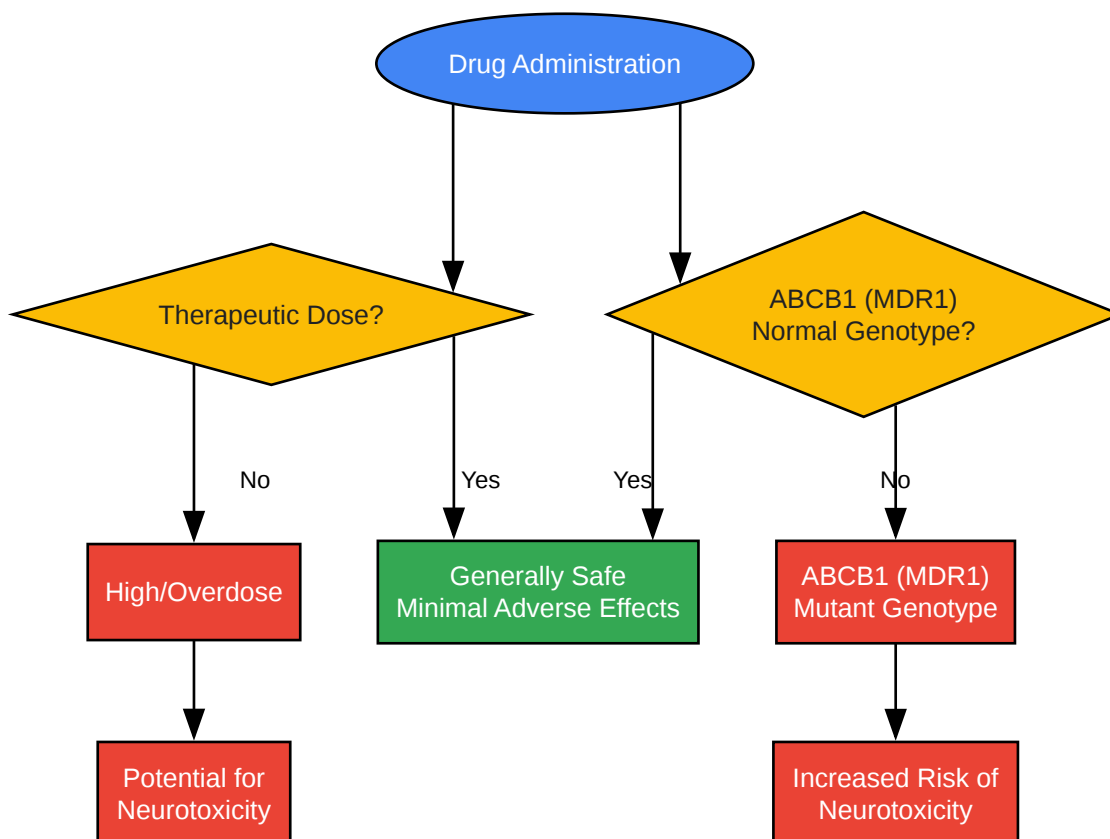 Drug Administration
Therapeutic Dose?
ABCB1 (MDR1)
Normal Genotype?
No
Yes
Yes
No
High/Overdose
Generally Safe
Minimal Adverse Effects
ABCB1 (MDR1)
Mutant Genotype
Potential for
Neurotoxicity
Increased Risk of
Neurotoxicity